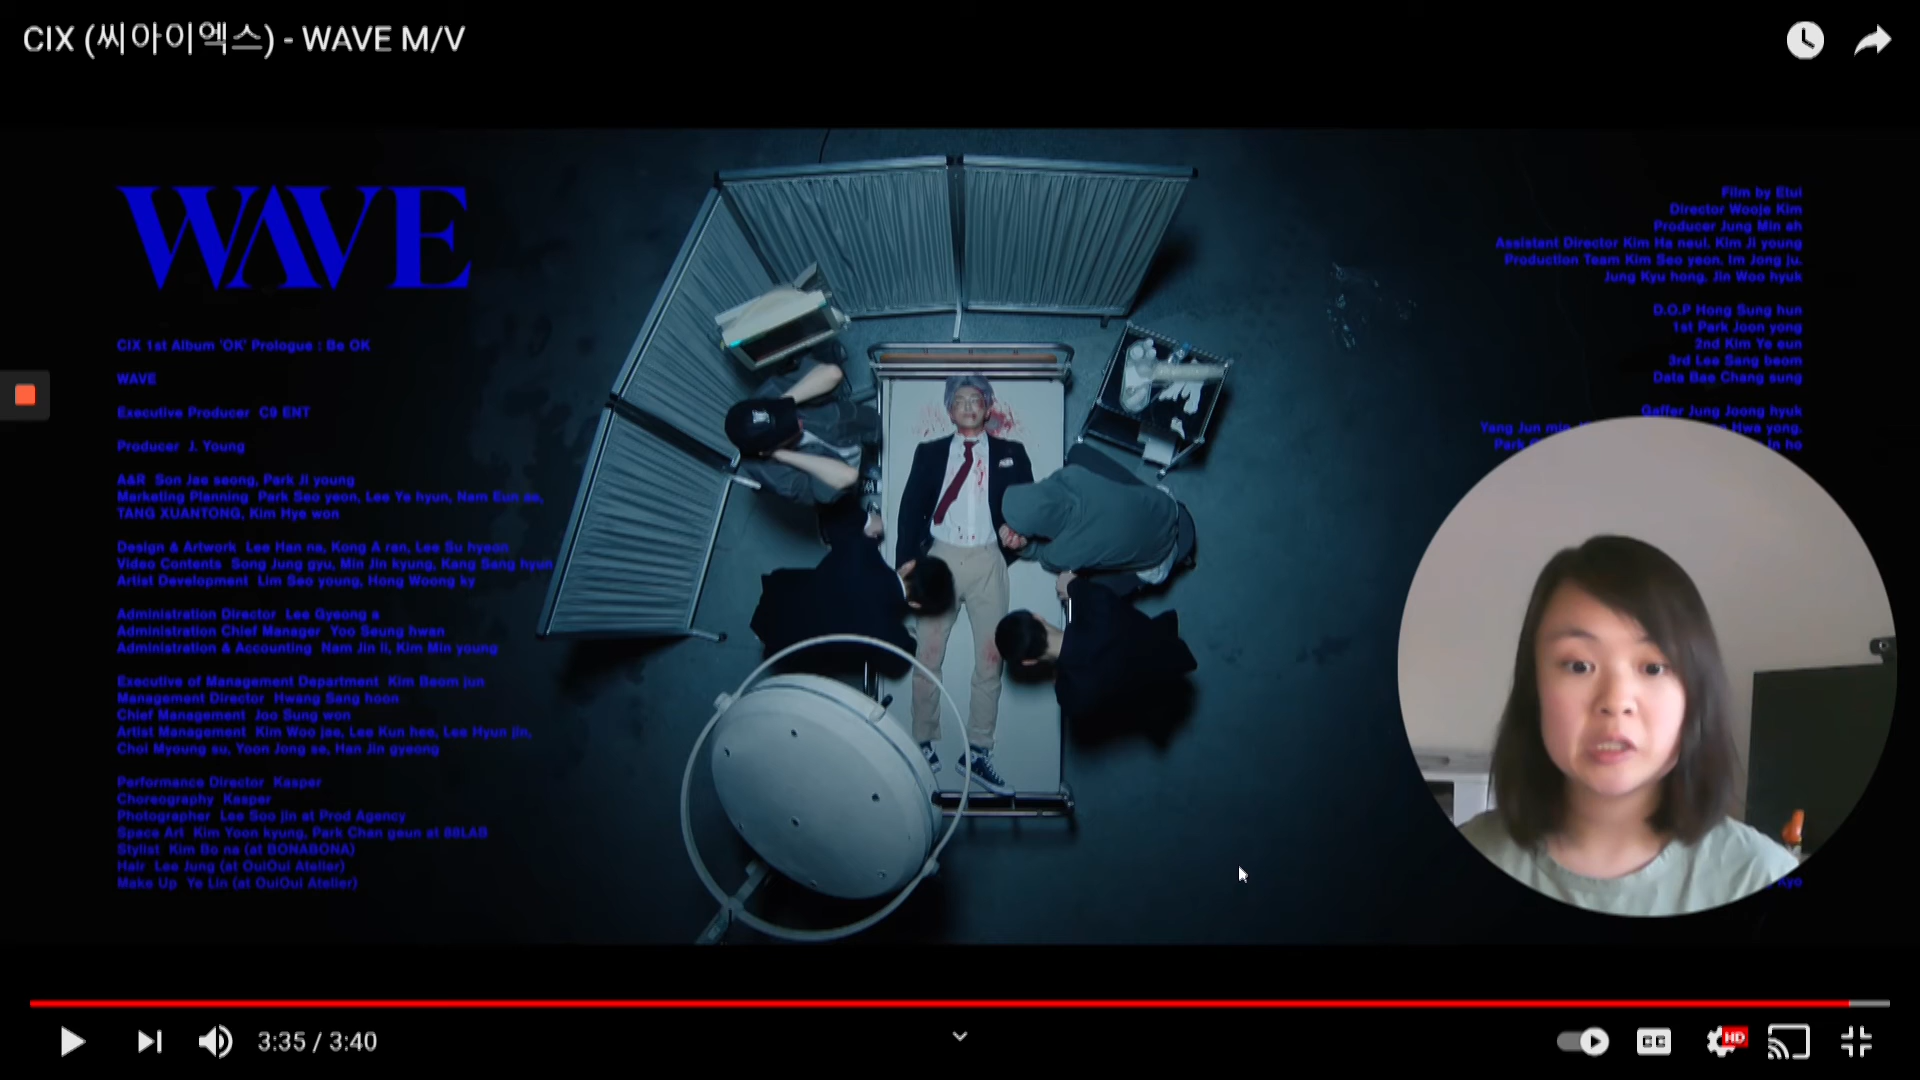 CIX (씨아이엑스) - WAVE M/V
WAVE
CIX 1st Album 'OK' Prologue : Be OK
WAVE
Executive Producer C9 ENT
Producer J. Young
A&R Son Jae seong, Park Ji young
Marketing Planning Park Seo yeon, Lee Ye hyun, Nam Eun
TANG XUANTONG, Kim Hye won
Design & Artwork Lee Han na, Kong A ran, Lee Su hyeon
Video Contents Song Jung gyu, Min Jin kyung, Kang Sang hyun
Artist Development Lim Seo young, Hong Woong ky
Administration Director Lee Gyeong a
Administration Chief Manager Yoo Seung hwan
Administration & Accounting Nam Jin li, Kim Min young
Executive of Management Department Kim Beom jun
Management Director Hwang Sang hoon
Chief Management Joo Sung won
Artist Management Kim Woo jae, Lee Kun hee, Lee Hyun jin,
Choi Myoung su, Yoon Jong se, Han Jin gyeong
Performance Director Kasper
Choreography Kasper
Photographer Lee Soo jin at Prod Agency
Space Art Kim Yoon kyung, Park Chan geun at 88LAB
Stylist Kim Bo na (at BONABONA)
Hair Lee Jung (at OuiOui Atelier)
Make Up Ye Lin (at OuiOui Atelier)
Film by Etui
Director Wooje Kim
Producer Jung Min ah
Assistant Director Kim Ha neul, Kim Ji young
Production Team Kim Seo yeon, Im Jong ju,
Jung Kyu hong, Jin Woo hyuk
D.O.P Hong Sung hun
1st Park Joon yong
2nd Kim Ye eun
3rd Lee Sang beom
Data Bae Chang sung
Gaffer Jung Joong hyuk
Yang Jun Hwa yong,
Park in ho
kyo
3:35 / 3:40
CC
HD